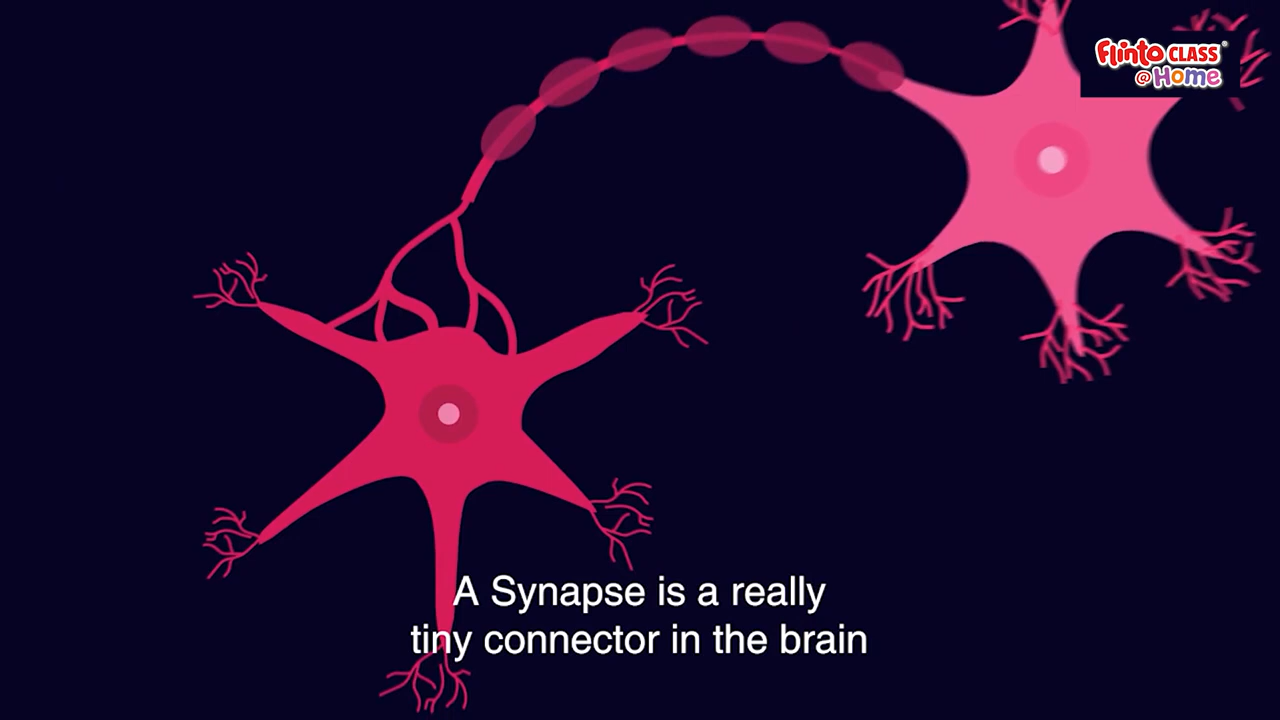 Flinto CLASS®
@Home
A Synapse is a really
tiny connector in the brain